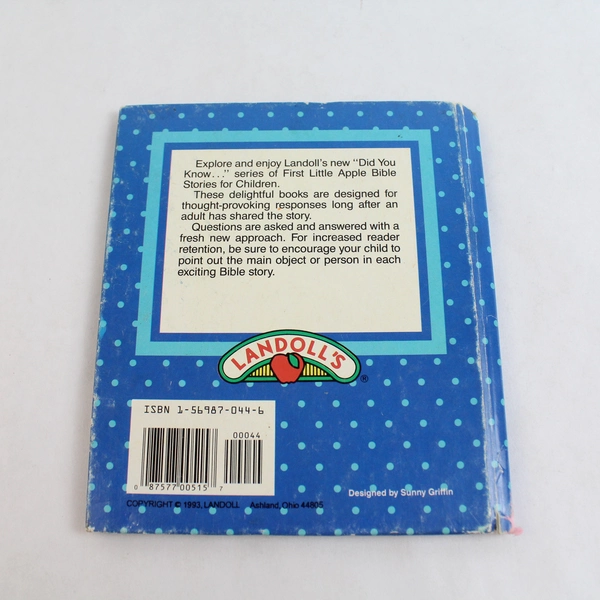 Explore and enjoy Landoll's new "Did You
Know..." series of First Little Apple Bible
Stories for Children.
These delightful books are designed for
thought-provoking responses long after an
adult has shared the story.
Questions are asked and answered with a
fresh new approach. For increased reader
retention, be sure to encourage your child to
point out the main object or person in each
exciting Bible story.
LANDOLL'S
®
ISBN 1-56987-044-6
00044
0 87577 00515 7
Designed by Sunny Griffin
COPYRIGHT © 1993, LANDOLL Ashland, Ohio 44805